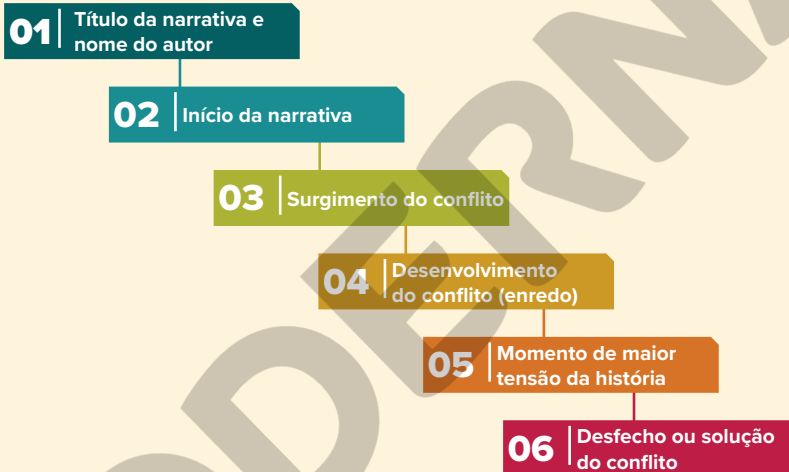 01 Título da narrativa e
nome do autor
02 Início da narrativa
03 Surgimento do conflito
04 Desenvolvimento
do conflito (enredo)
05 Momento de maior
tensão da história
06 Desfecho ou solução
do conflito